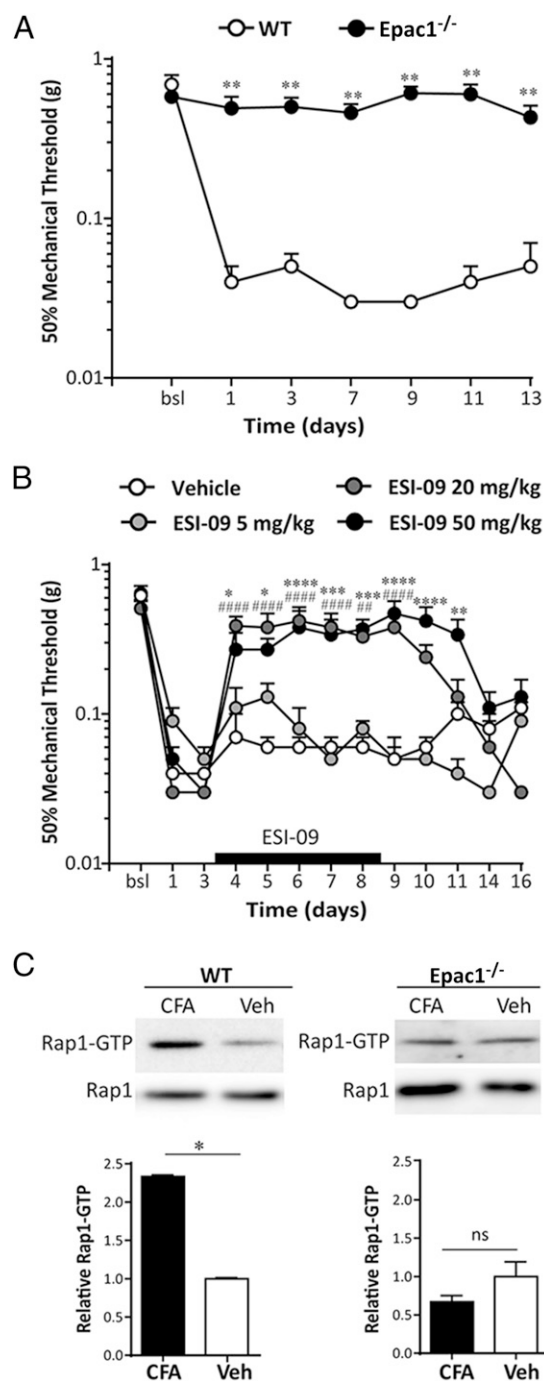 A
WT Epac1-/-
50% Mechanical Threshold (g)
1
0.1
0.01
** ** ** ** ** **
bsl 1 3 7 9 11 13
Time (days)
B
Vehicle ESI-09 20 mg/kg
ESI-09 5 mg/kg ESI-09 50 mg/kg
50% Mechanical Threshold (g)
1
0.1
0.01
* * **** *** *** **** **** **
#### #### #### #### ## ####
ESI-09
bsl 1 3 4 5 6 7 8 9 10 11 14 16
Time (days)
C
WT
CFA Veh
Rap1-GTP
Rap1
Relative Rap1-GTP
2.5
2.0
1.5
1.0
0.5
0.0
*
CFA Veh
Epac1-/-
CFA Veh
Rap1-GTP
Rap1
Relative Rap1-GTP
2.5
2.0
1.5
1.0
0.5
0.0
ns
CFA Veh